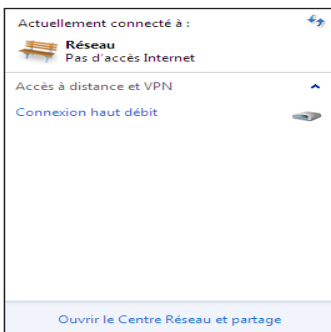 Actuellement connecté à :
Réseau
Pas d'accès Internet
Accès à distance et VPN
Connexion haut débit
Ouvrir le Centre Réseau et partage